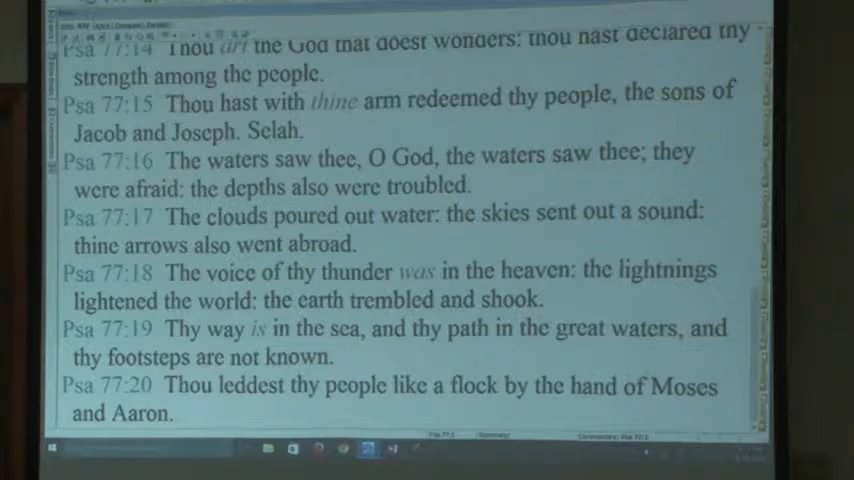 Psa 77:14 Thou art the God that doest wonders: thou hast declared thy
strength among the people.
Psa 77:15 Thou hast with thine arm redeemed thy people, the sons of
Jacob and Joseph. Selah.
Psa 77:16 The waters saw thee, O God, the waters saw thee; they
were afraid: the depths also were troubled.
Psa 77:17 The clouds poured out water: the skies sent out a sound:
thine arrows also went abroad.
Psa 77:18 The voice of thy thunder was in the heaven: the lightnings
lightened the world: the earth trembled and shook.
Psa 77:19 Thy way is in the sea, and thy path in the great waters, and
thy footsteps are not known.
Psa 77:20 Thou leddest thy people like a flock by the hand of Moses
and Aaron.